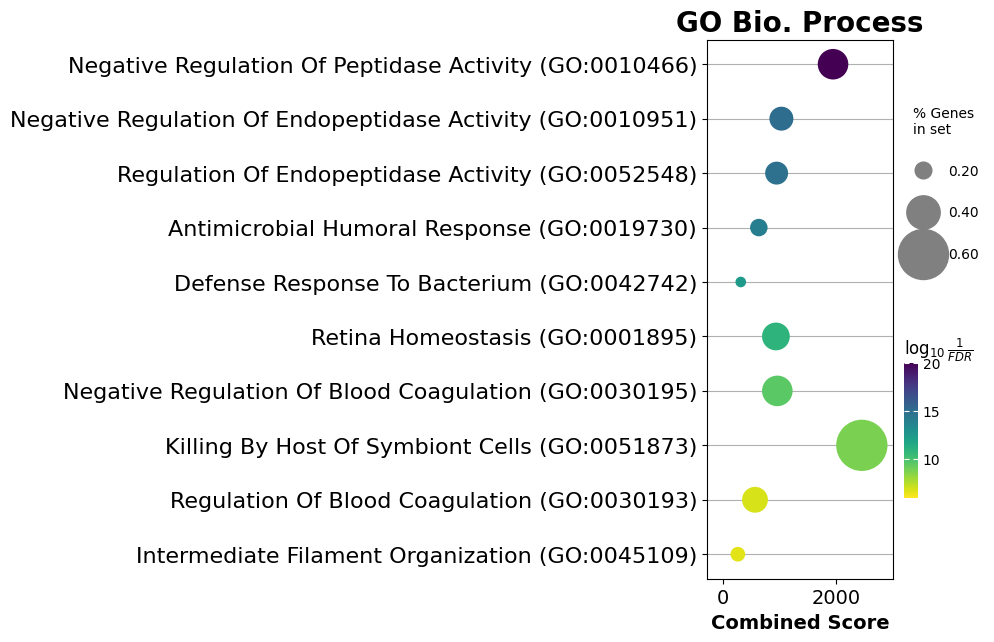 GO Bio. Process
Negative Regulation Of Peptidase Activity (GO:0010466)
Negative Regulation Of Endopeptidase Activity (GO:0010951)
Regulation Of Endopeptidase Activity (GO:0052548)
Antimicrobial Humoral Response (GO:0019730)
Defense Response To Bacterium (GO:0042742)
Retina Homeostasis (GO:0001895)
Negative Regulation Of Blood Coagulation (GO:0030195)
Killing By Host Of Symbiont Cells (GO:0051873)
Regulation Of Blood Coagulation (GO:0030193)
Intermediate Filament Organization (GO:0045109)
0 2000
Combined Score
% Genes
in set
0.20
0.40
0.60
log₁₀ 1/FDR
20
15
10